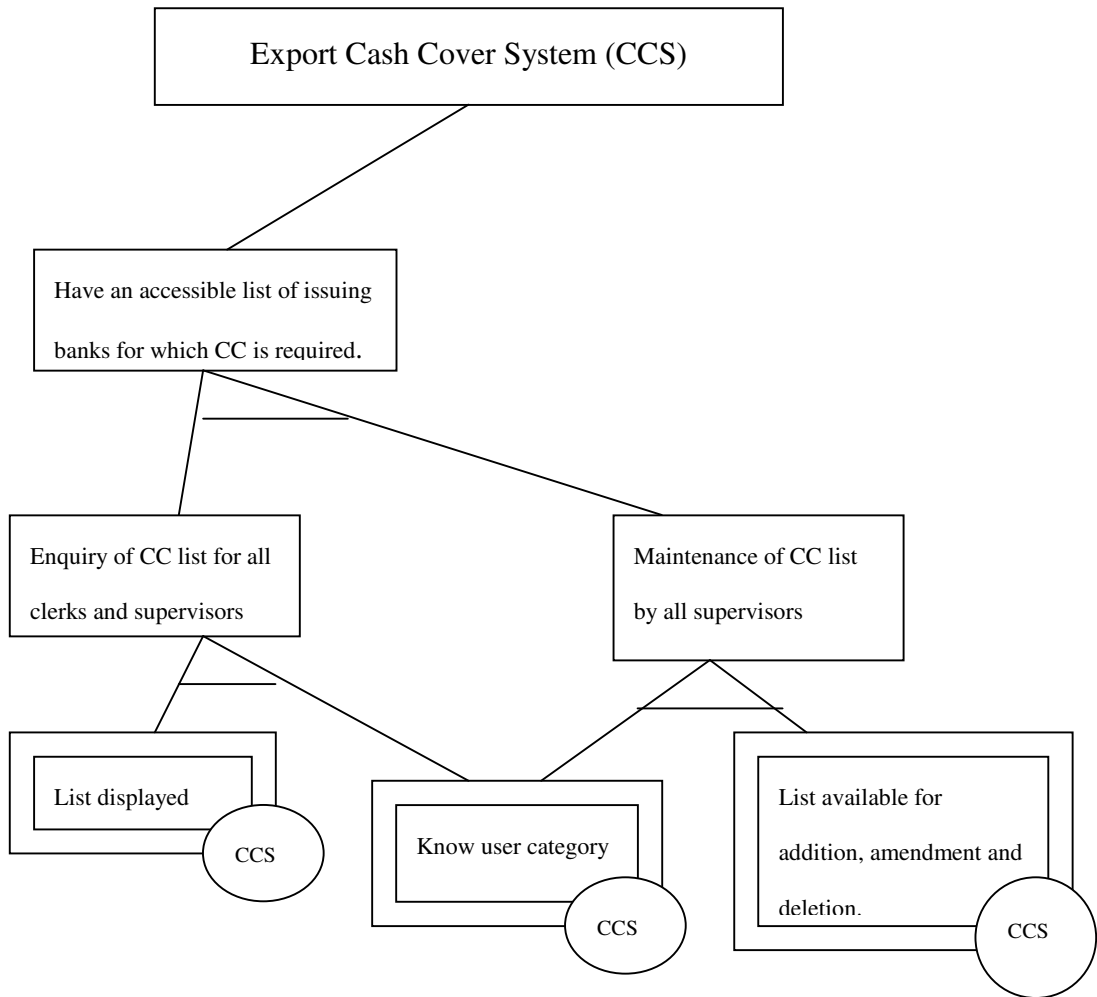 Export Cash Cover System (CCS)
Have an accessible list of issuing
banks for which CC is required.
Enquiry of CC list for all
clerks and supervisors
Maintenance of CC list
by all supervisors
List displayed
CCS
Know user category
CCS
List available for
addition, amendment and
deletion.
CCS